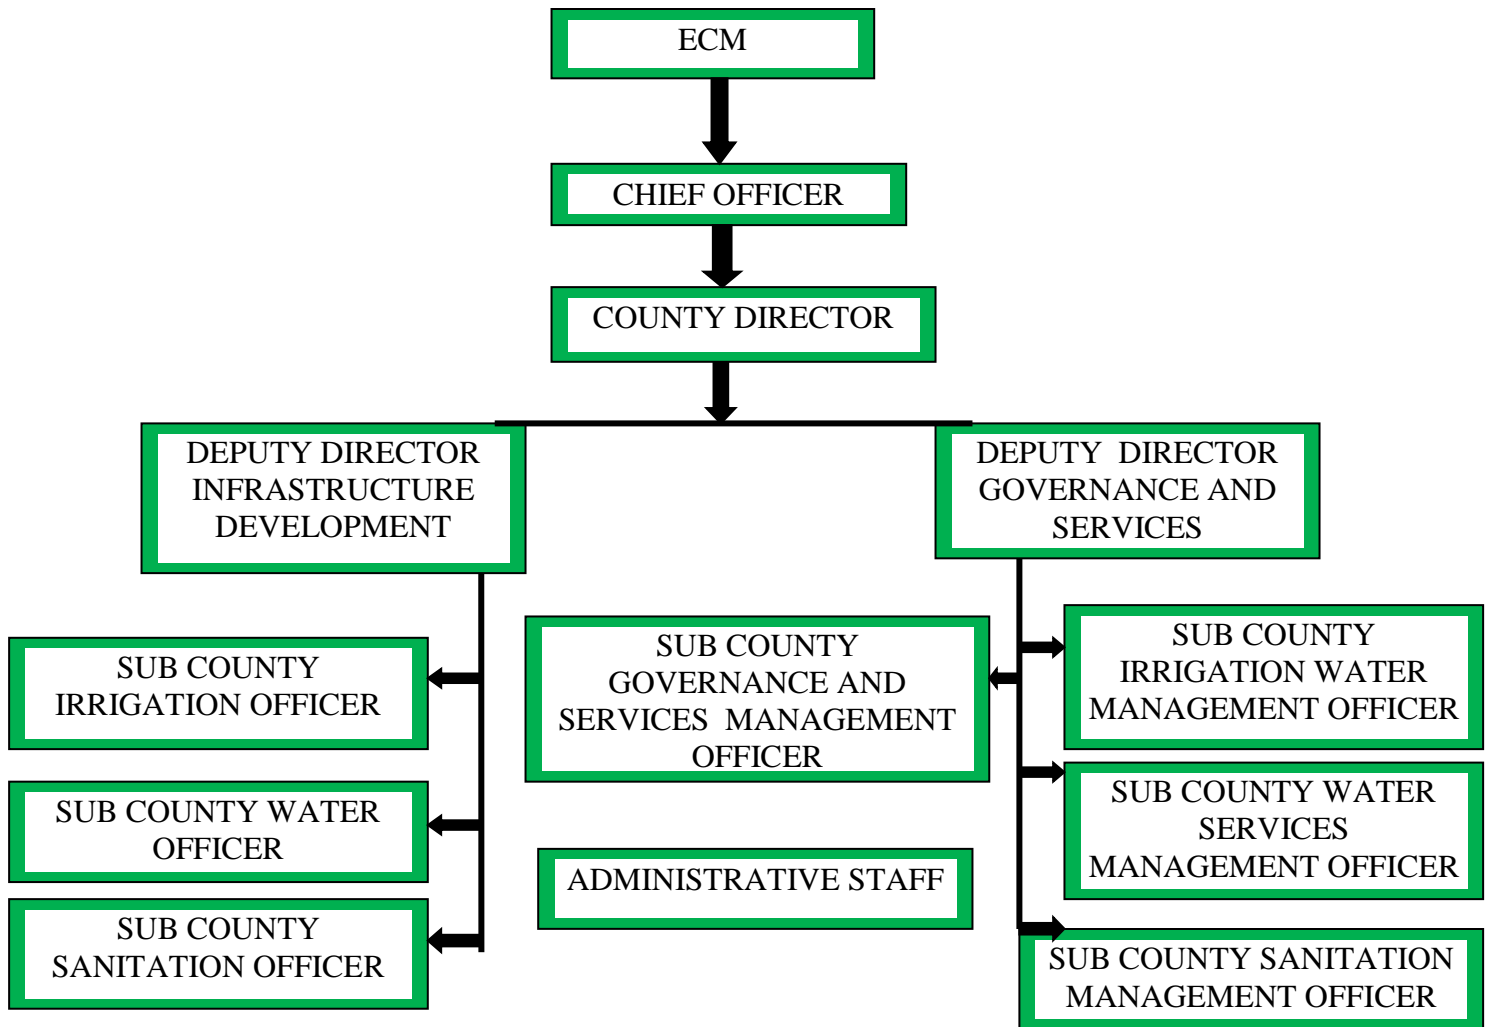 ECM
CHIEF OFFICER
COUNTY DIRECTOR
DEPUTY DIRECTOR
INFRASTRUCTURE
DEVELOPMENT
DEPUTY  DIRECTOR
GOVERNANCE AND
SERVICES
SUB COUNTY
IRRIGATION OFFICER
SUB COUNTY
GOVERNANCE AND
SERVICES  MANAGEMENT
OFFICER
SUB COUNTY
IRRIGATION WATER
MANAGEMENT OFFICER
SUB COUNTY WATER
OFFICER
SUB COUNTY WATER
SERVICES
MANAGEMENT OFFICER
ADMINISTRATIVE STAFF
SUB COUNTY
SANITATION OFFICER
SUB COUNTY SANITATION
MANAGEMENT OFFICER